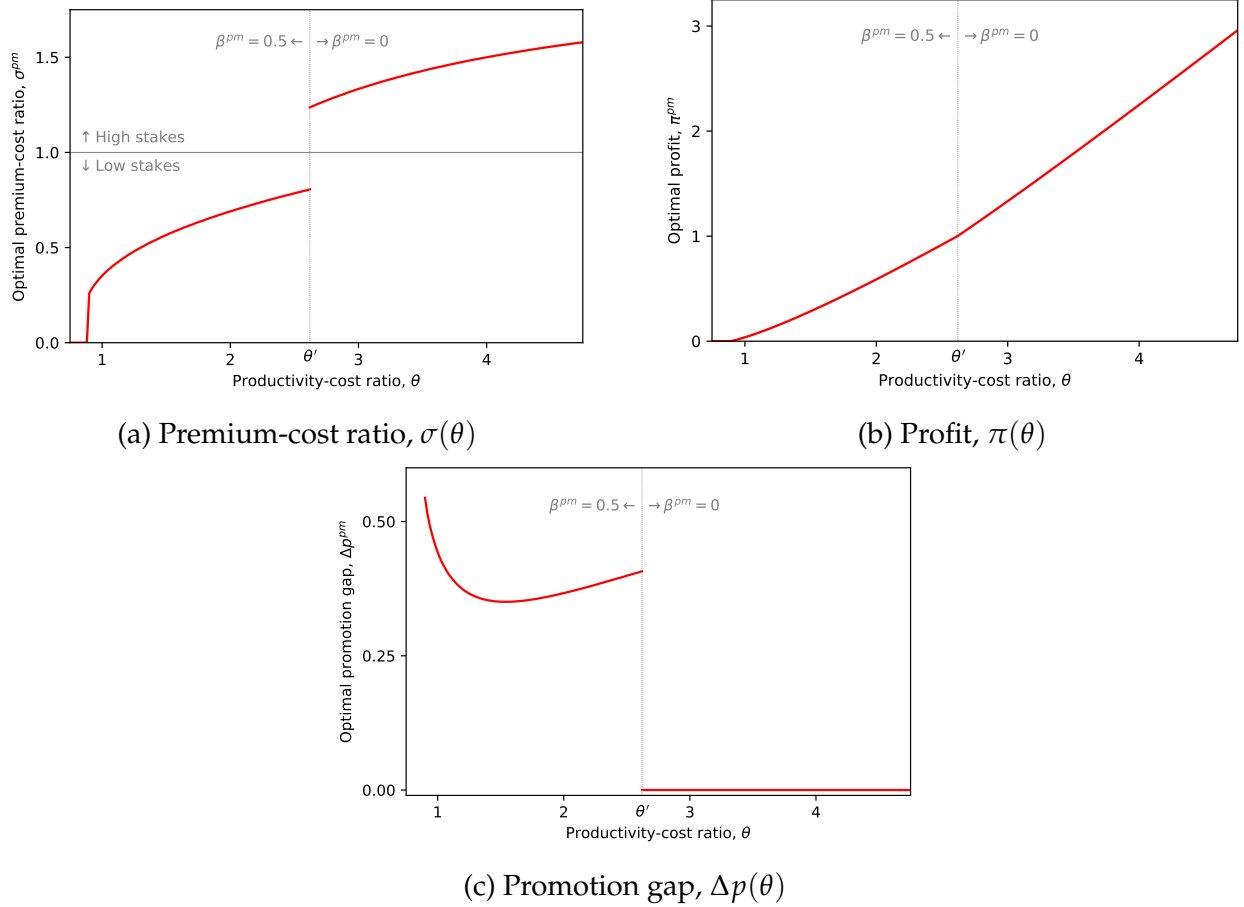 Optimal premium-cost ratio, σ^{pm}
1.5
1.0
0.5
0.0
β^{pm} = 0.5 ← → β^{pm} = 0
↑ High stakes
↓ Low stakes
1 2 θ′ 3 4
Productivity-cost ratio, θ
(a) Premium-cost ratio, σ(θ)
Optimal profit, π^{pm}
3
2
1
0
β^{pm} = 0.5 ← → β^{pm} = 0
1 2 θ′ 3 4
Productivity-cost ratio, θ
(b) Profit, π(θ)
Optimal promotion gap, Δp^{pm}
0.50
0.25
0.00
β^{pm} = 0.5 ← → β^{pm} = 0
1 2 θ′ 3 4
Productivity-cost ratio, θ
(c) Promotion gap, Δp(θ)